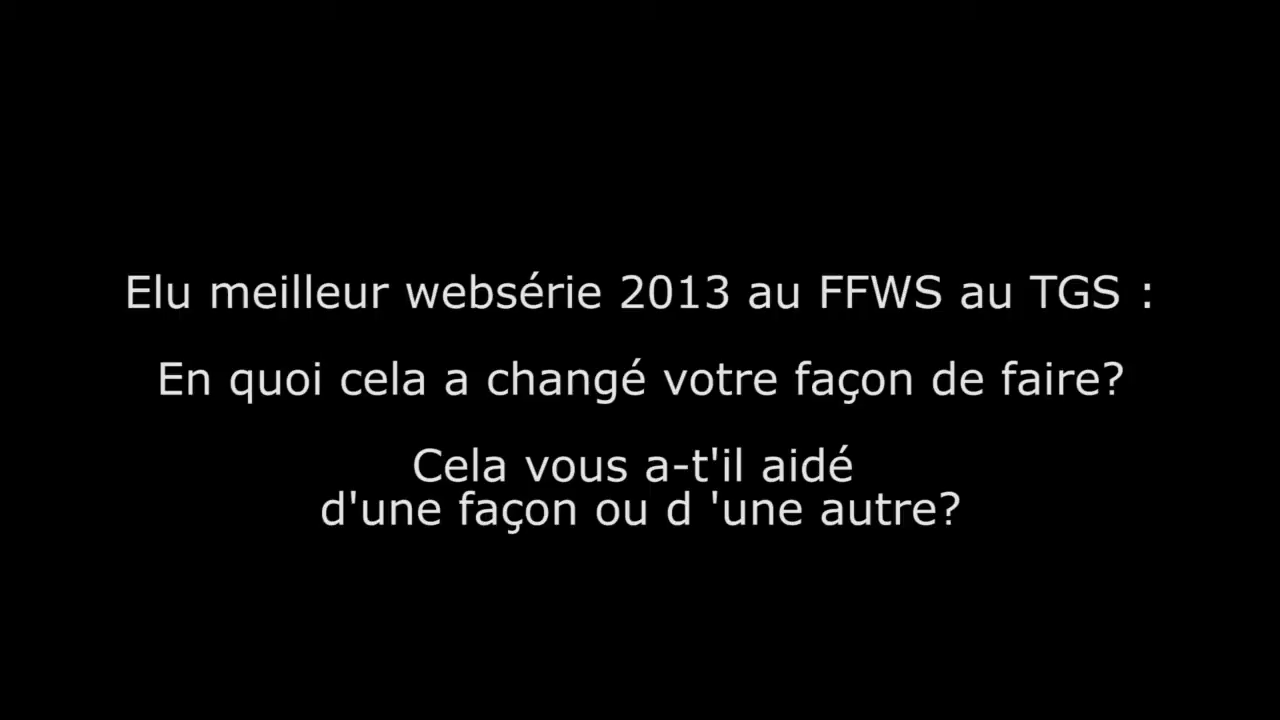 Elu meilleur websérie 2013 au FFWS au TGS :
En quoi cela a changé votre façon de faire?
Cela vous a-t'il aidé
d'une façon ou d 'une autre?